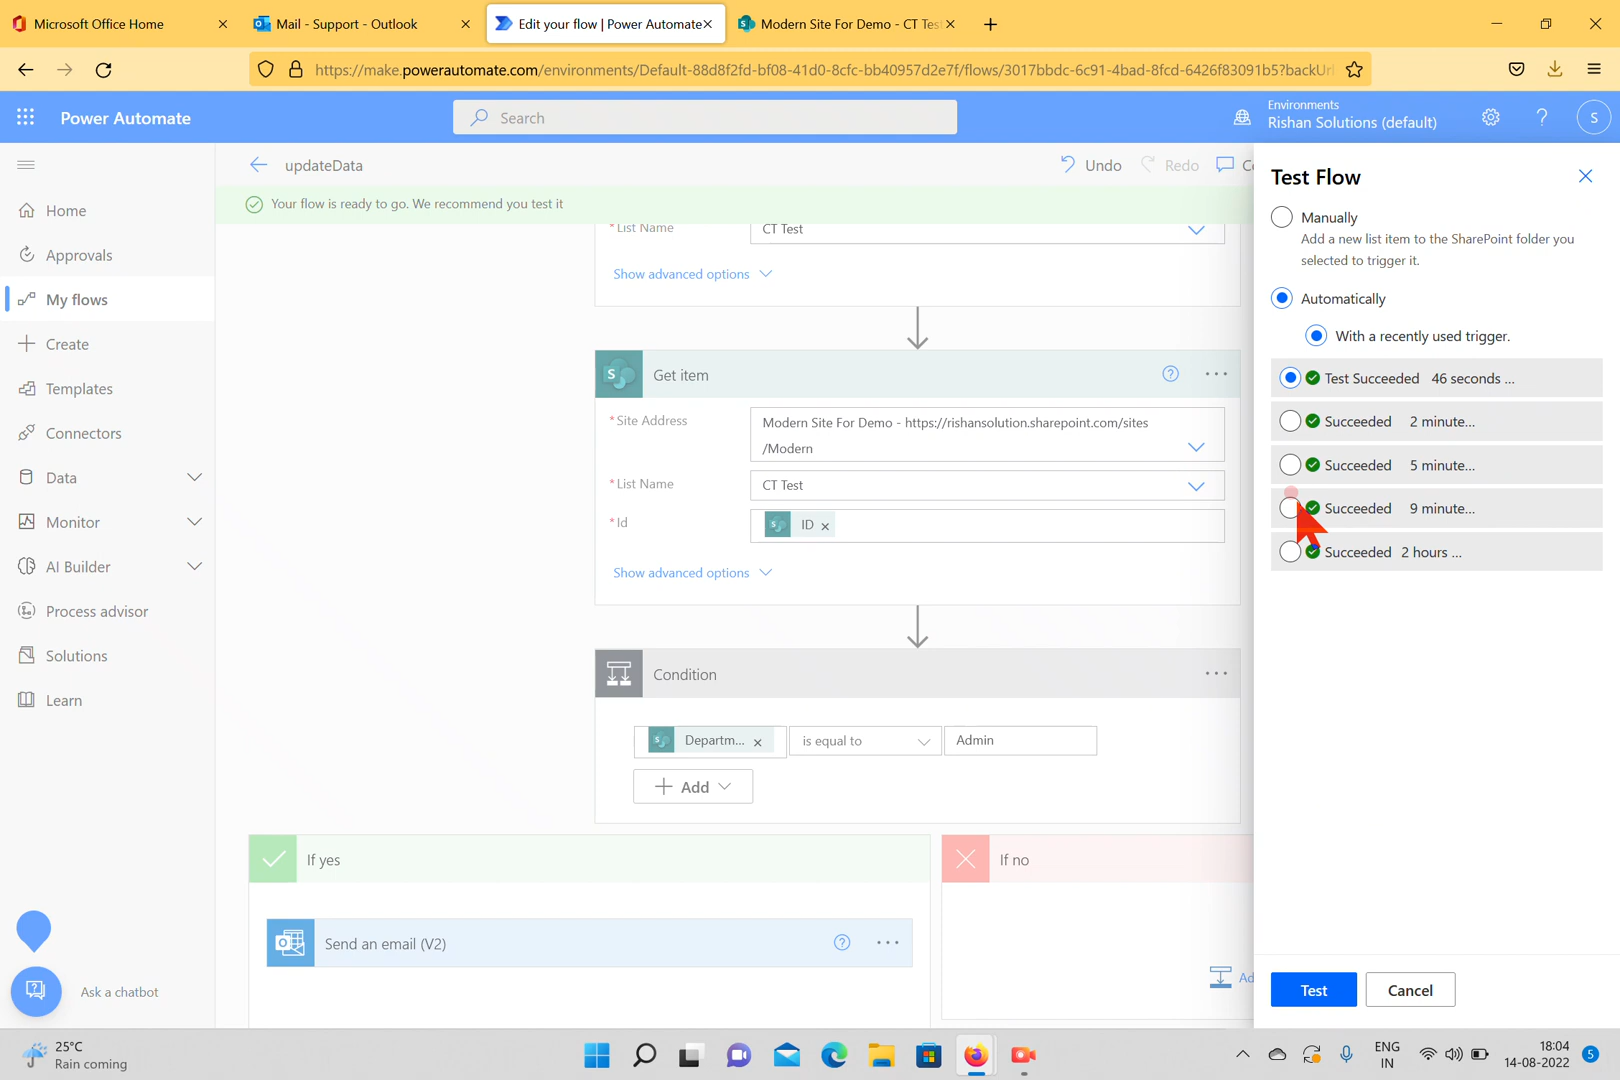 Microsoft Office Home
Mail - Support - Outlook
Edit your flow | Power Automate
Modern Site For Demo - CT Tes
https://make.powerautomate.com/environments/Default-88d8f2fd-bf08-41d0-8cfc-bb40957d2e7f/flows/3017bbdc-6c91-4bad-8fcd-6426f83091b5?backUrl
Power Automate
Search
Environments
Rishan Solutions (default)
S
updateData
Undo
Redo
Your flow is ready to go. We recommend you test it
Home
Approvals
My flows
Create
Templates
Connectors
Data
Monitor
AI Builder
Process advisor
Solutions
Learn
Ask a chatbot
*List Name
CT Test
Show advanced options
S
Get item
*Site Address
Modern Site For Demo - https://rishansolution.sharepoint.com/sites
/Modern
*List Name
CT Test
*Id
ID
Show advanced options
Condition
Departm...
is equal to
Admin
Add
If yes
Send an email (V2)
If no
Ad
Test Flow
Manually
Add a new list item to the SharePoint folder you
selected to trigger it.
Automatically
With a recently used trigger.
Test Succeeded 46 seconds ...
Succeeded 2 minute...
Succeeded 5 minute...
Succeeded 9 minute...
Succeeded 2 hours ...
Test
Cancel
25°C
Rain coming
ENG
IN
18:04
14-08-2022
5